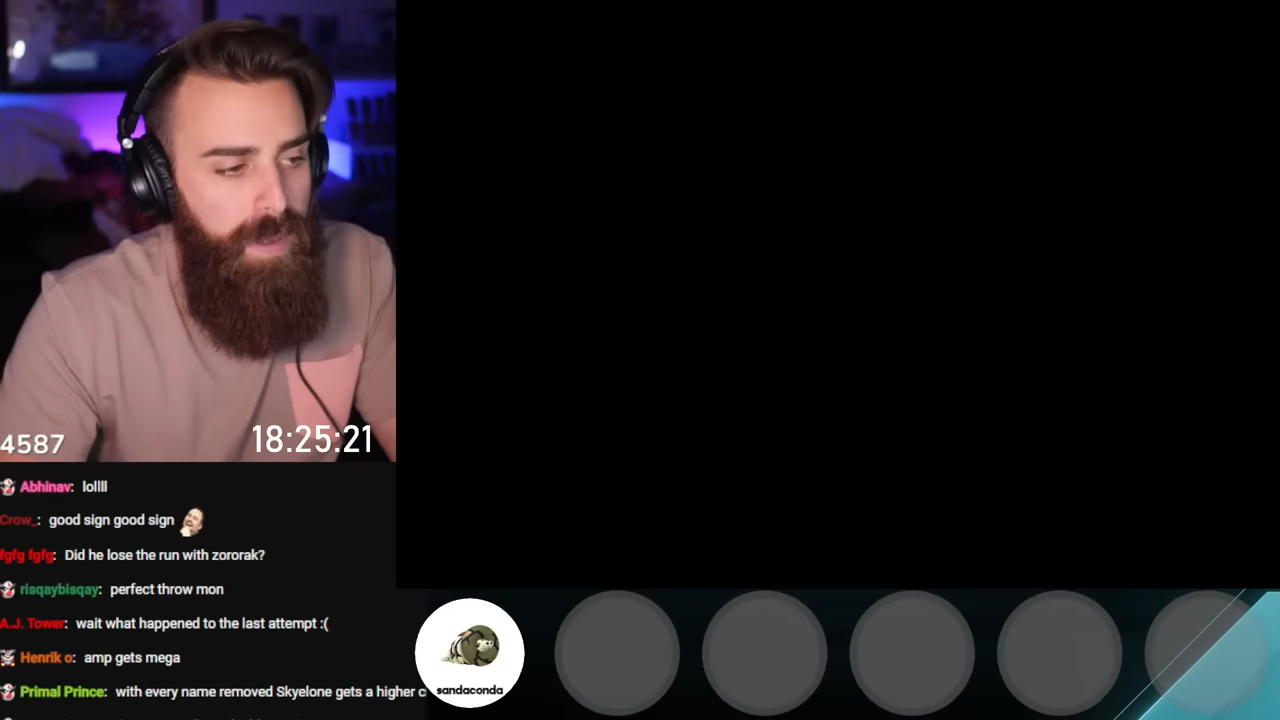 4587
18:25:21
Abhinav: lollll
Crow_: good sign good sign
fgfg fgfg: Did he lose the run with zororak?
risqaybisqay: perfect throw mon
A.J. Tower: wait what happened to the last attempt :(
Henrik o: amp gets mega
Primal Prince: with every name removed Skyelone gets a higher c
sandaconda